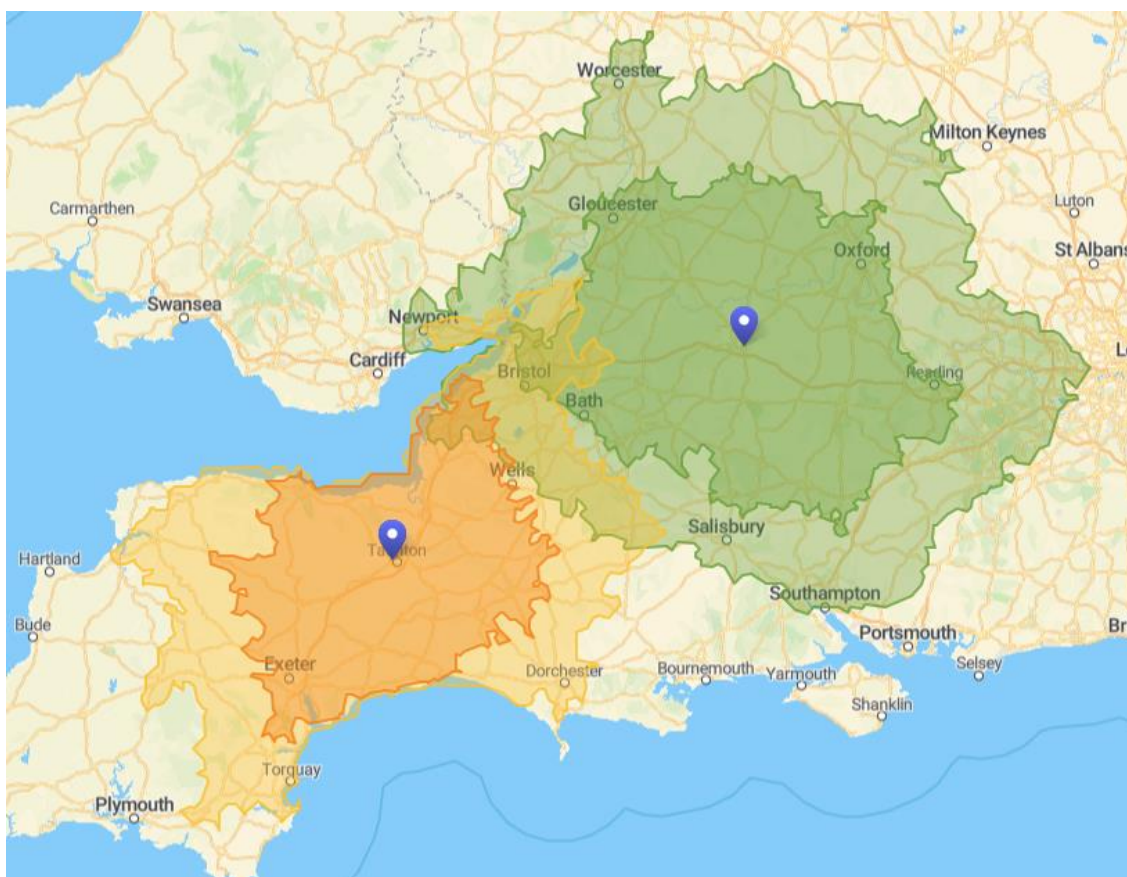 Worcester
Milton Keynes
Carmarthen
Gloucester
Luton
Oxford
St Albans
Swansea
Newport
Cardiff
Bristol
Reading
Bath
Wells
Salisbury
Hartland
Southampton
Bude
Portsmouth
Exeter
Dorchester
Bournemouth
Yarmouth
Selsey
Shanklin
Torquay
Plymouth